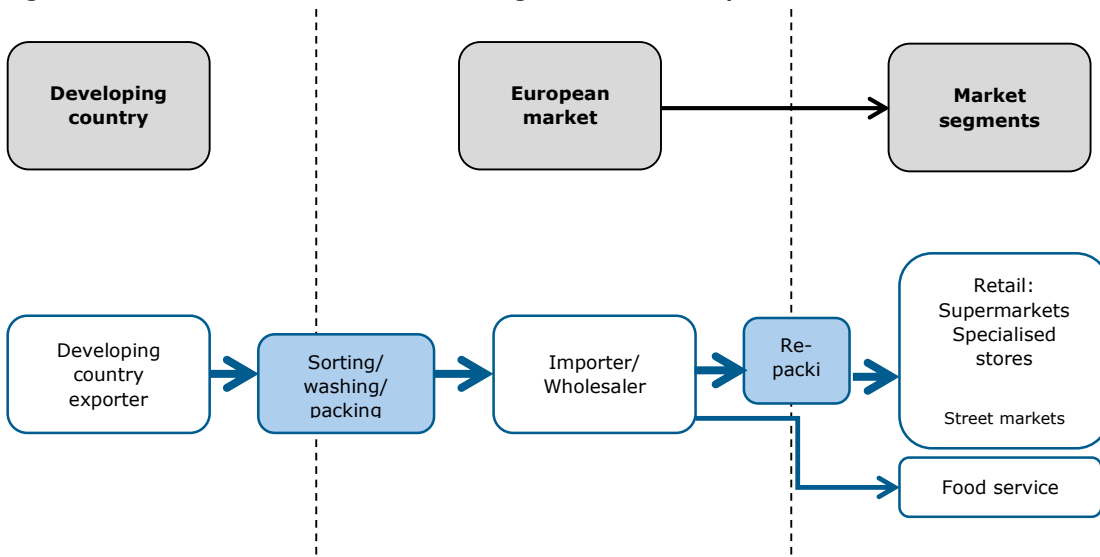 Developing
country
European
market
Market
segments
Developing
country
exporter
Sorting/
washing/
packing
Importer/
Wholesaler
Re-
packi
Retail:
Supermarkets
Specialised
stores
Street markets
Food service